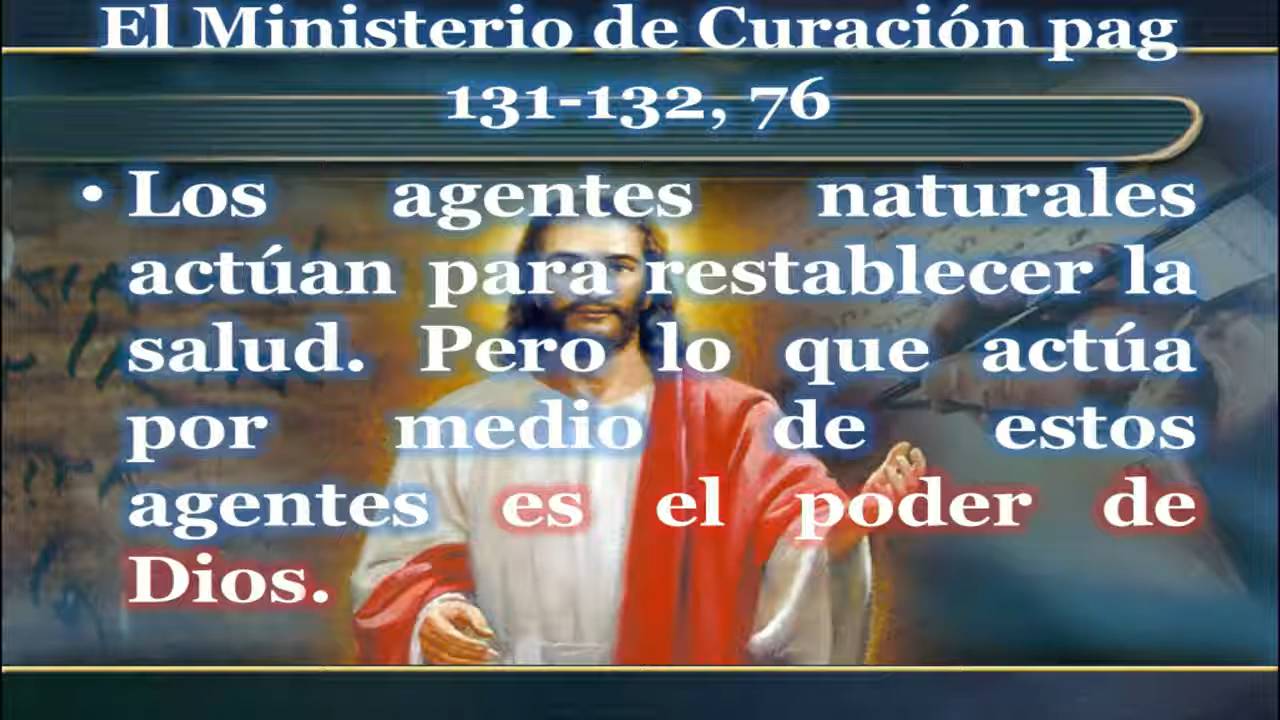 El Ministerio de Curación pag
131-132, 76
• Los agentes naturales
actúan para restablecer la
salud. Pero lo que actúa
por medio de estos
agentes es el poder de
Dios.